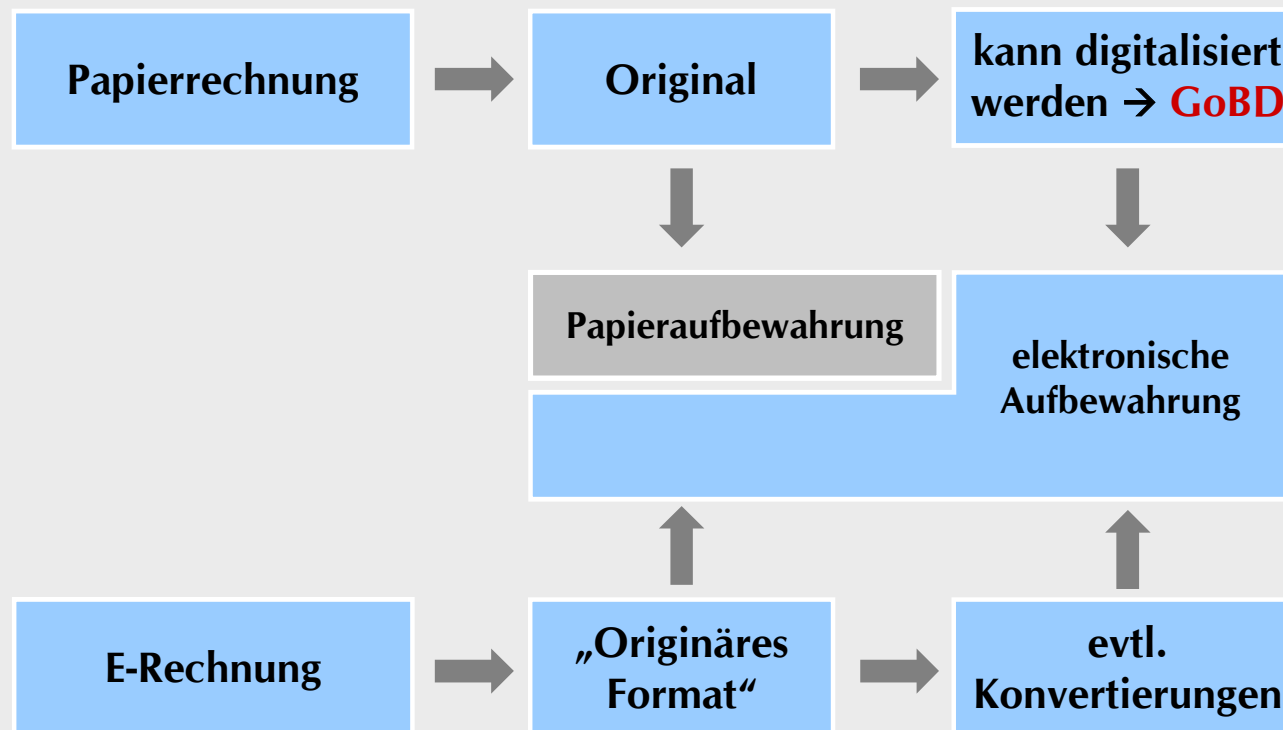 Papierrechnung
Original
kann digitalisiert
werden → GoBD
Papieraufbewahrung
elektronische
Aufbewahrung
E-Rechnung
„Originäres
Format“
evtl.
Konvertierungen